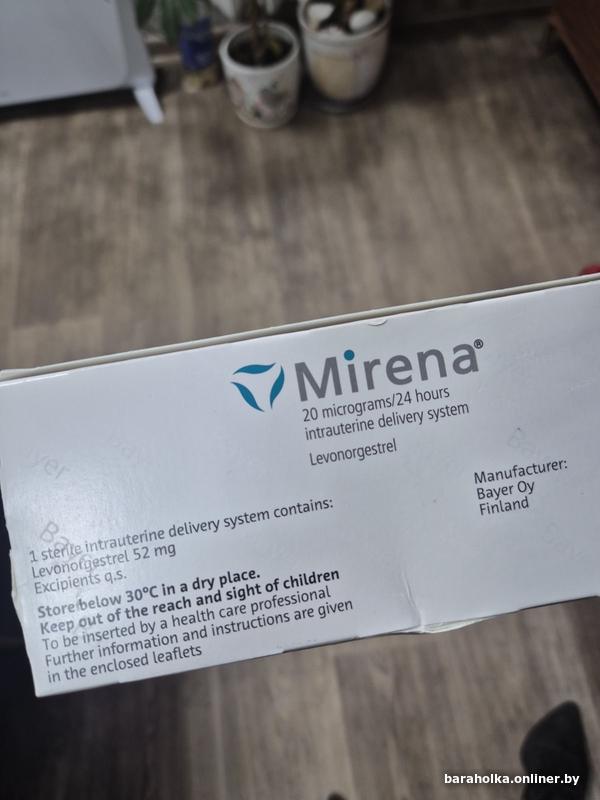 Mirena®
20 micrograms/24 hours
intrauterine delivery system
Levonorgestrel
Manufacturer:
Bayer Oy
Finland
1 sterile intrauterine delivery system contains:
Levonorgestrel 52 mg
Excipients q.s.
Store below 30°C in a dry place.
Keep out of the reach and sight of children
To be inserted by a health care professional
Further information and instructions are given
in the enclosed leaflets
Bayer
baraholka.onliner.by